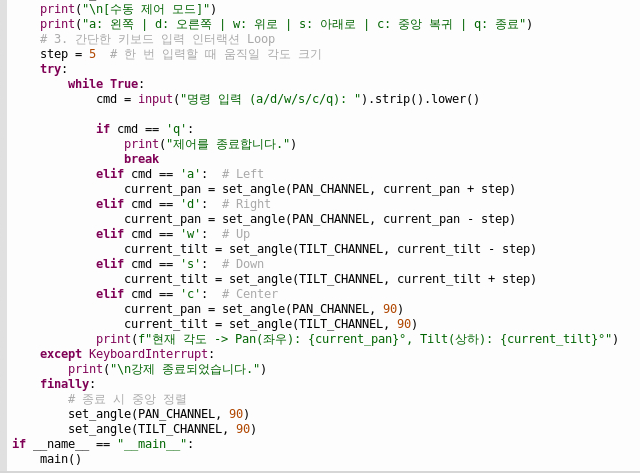 print("\n[수동 제어 모드]")
print("a: 왼쪽 | d: 오른쪽 | w: 위로 | s: 아래로 | c: 중앙 복귀 | q: 종료")
# 3. 간단한 키보드 입력 인터랙션 Loop
step = 5  # 한 번 입력할 때 움직일 각도 크기
try:
while True:
cmd = input("명령 입력 (a/d/w/s/c/q): ").strip().lower()
if cmd == 'q':
print("제어를 종료합니다.")
break
elif cmd == 'a':  # Left
current_pan = set_angle(PAN_CHANNEL, current_pan + step)
elif cmd == 'd':  # Right
current_pan = set_angle(PAN_CHANNEL, current_pan - step)
elif cmd == 'w':  # Up
current_tilt = set_angle(TILT_CHANNEL, current_tilt - step)
elif cmd == 's':  # Down
current_tilt = set_angle(TILT_CHANNEL, current_tilt + step)
elif cmd == 'c':  # Center
current_pan = set_angle(PAN_CHANNEL, 90)
current_tilt = set_angle(TILT_CHANNEL, 90)
print(f"현재 각도 -> Pan(좌우): {current_pan}°, Tilt(상하): {current_tilt}°")
except KeyboardInterrupt:
print("\n강제 종료되었습니다.")
finally:
# 종료 시 중앙 정렬
set_angle(PAN_CHANNEL, 90)
set_angle(TILT_CHANNEL, 90)
if __name__ == "__main__":
main()